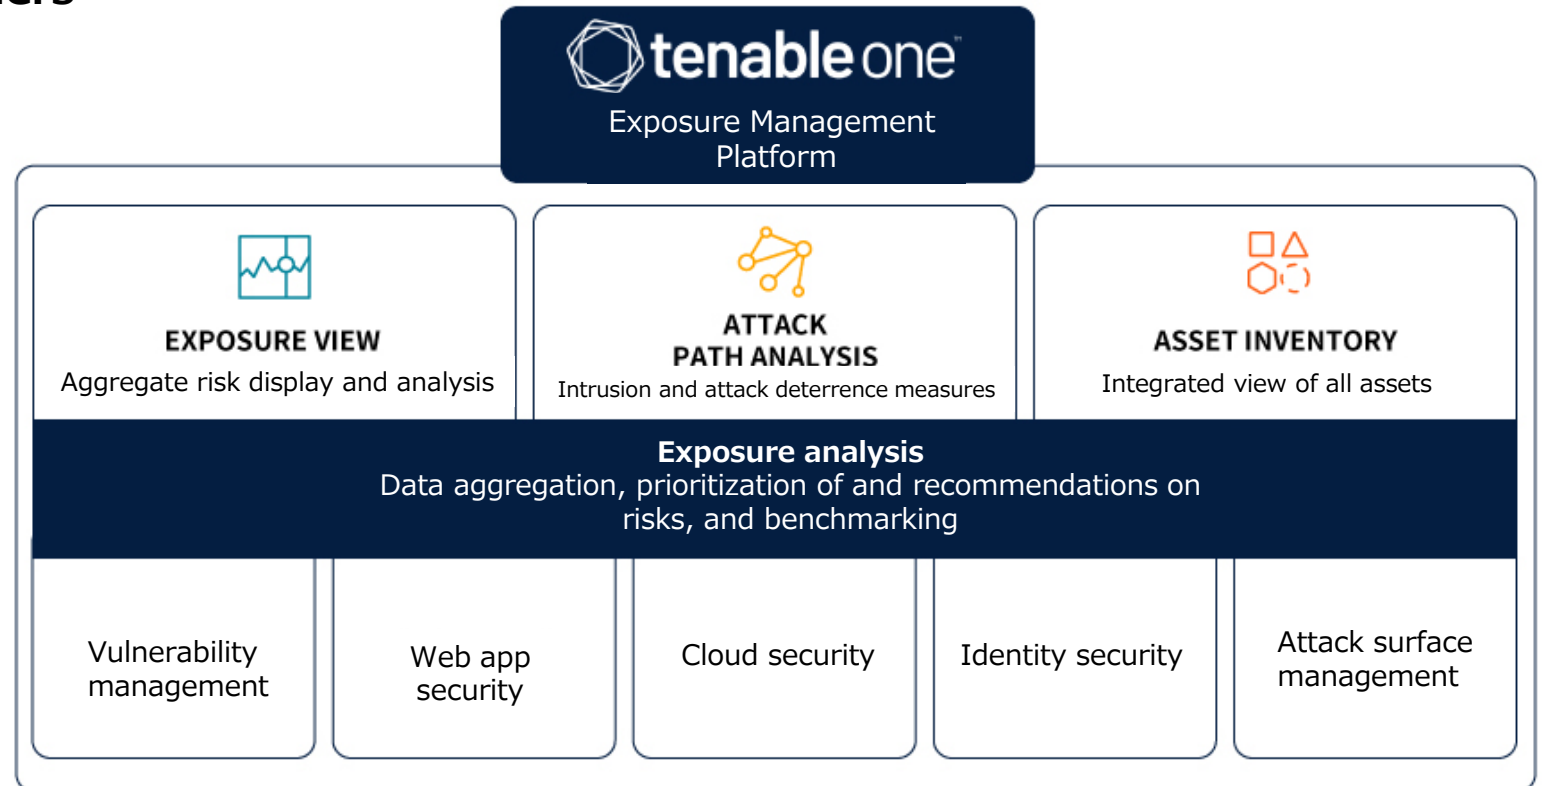 tenable one™
Exposure Management
Platform
EXPOSURE VIEW
Aggregate risk display and analysis
ATTACK
PATH ANALYSIS
Intrusion and attack deterrence measures
ASSET INVENTORY
Integrated view of all assets
Exposure analysis
Data aggregation, prioritization of and recommendations on
risks, and benchmarking
Vulnerability
management
Web app
security
Cloud security
Identity security
Attack surface
management